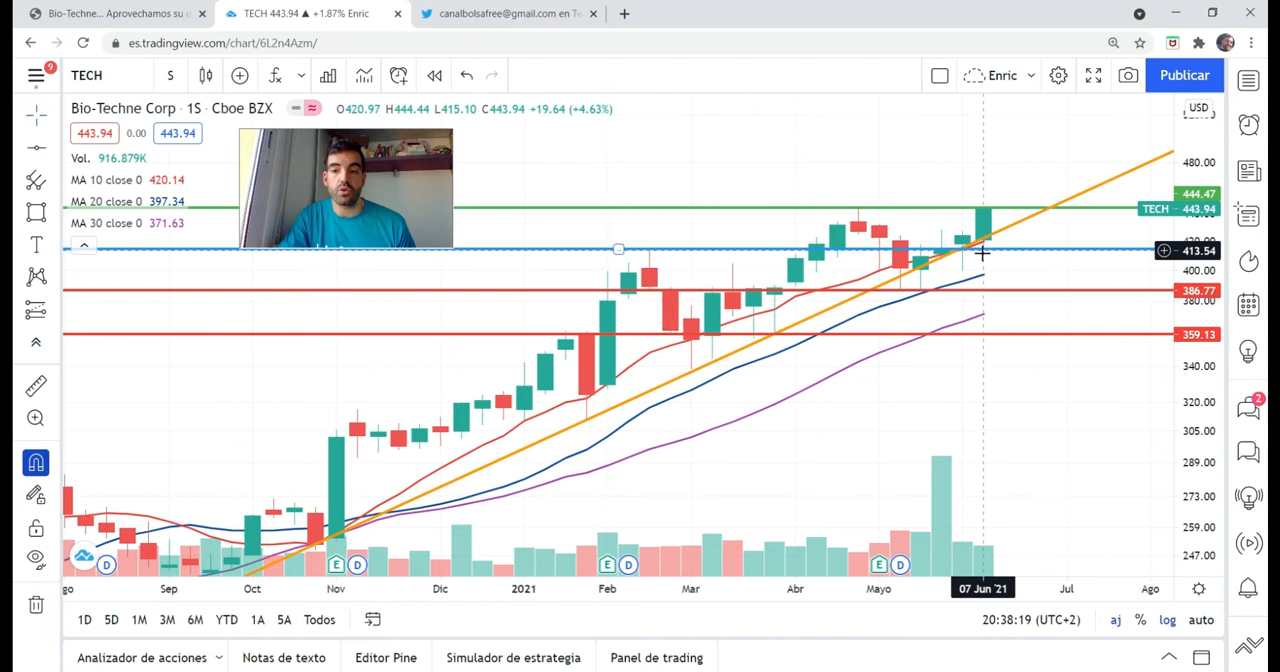 Bio-Techne... Aprovechamos su d
TECH 443.94 ▲ +1.87% Enric
canalbolsafree@gmail.com en Tw
es.tradingview.com/chart/6L2n4Azm/
9
TECH
S
Enric
Publicar
Bio-Techne Corp · 1S · Cboe BZX
O420.97 H444.44 L415.10 C443.94 +19.64 (+4.63%)
USD
443.94 0.00 443.94
Vol. 916.879K
MA 10 close 0 420.14
MA 20 close 0 397.34
MA 30 close 0 371.63
480.00
444.47
TECH 443.94
413.54
400.00
386.77
380.00
359.13
340.00
320.00
305.00
289.00
273.00
259.00
247.00
2
D E D E D E D
go Sep Oct Nov Dic 2021 Feb Mar Abr Mayo 07 Jun '21 Jul Ago
1D 5D 1M 3M 6M YTD 1A 5A Todos
20:38:19 (UTC+2)
aj % log auto
Analizador de acciones Notas de texto Editor Pine Simulador de estrategia Panel de trading